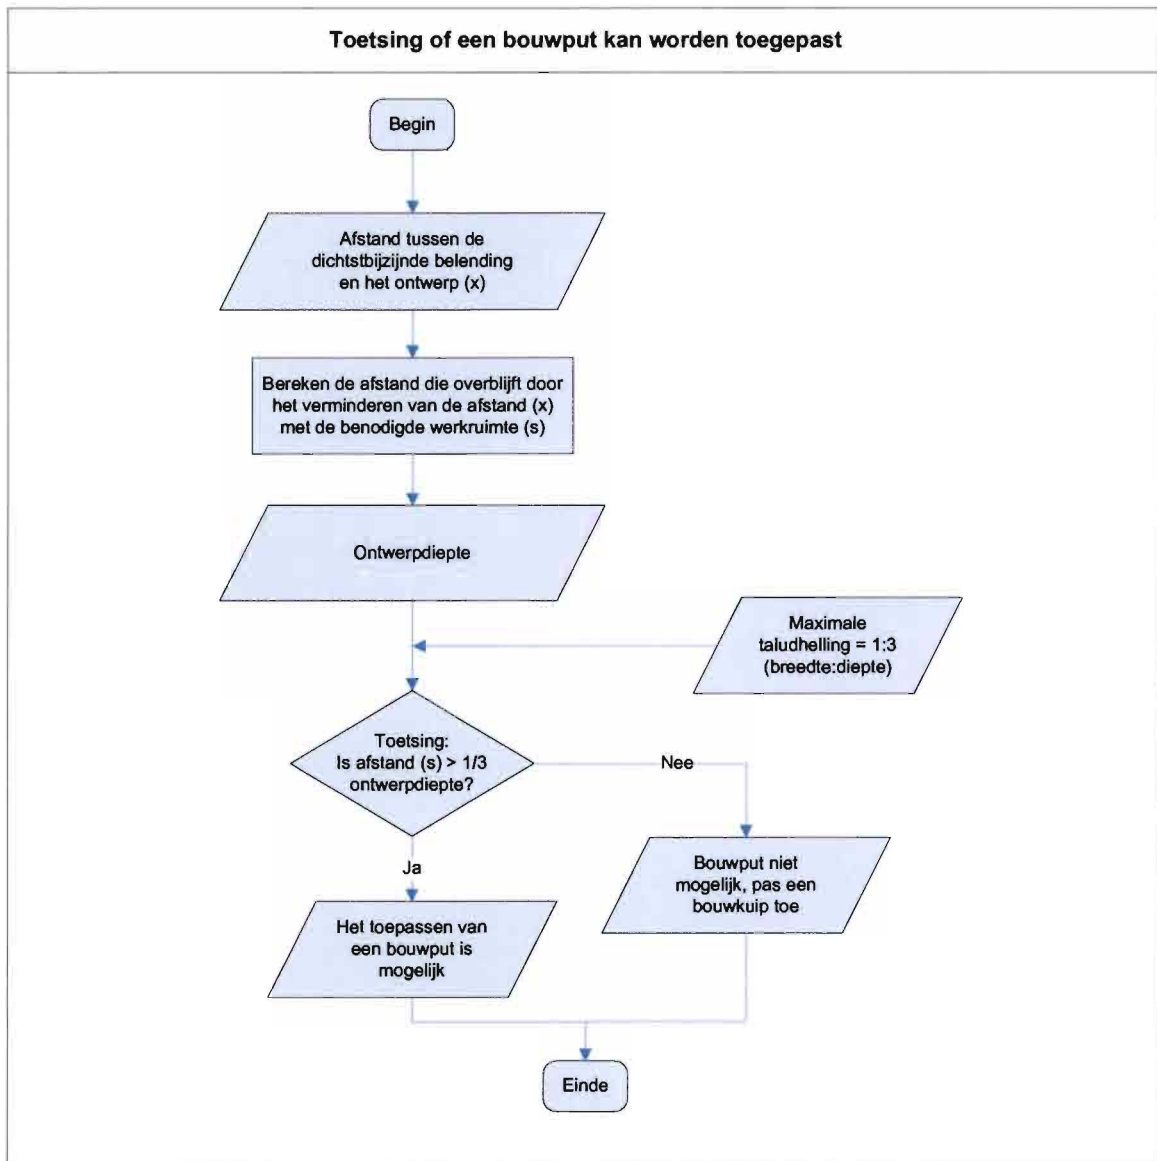 Toetsing of een bouwput kan worden toegepast
Begin
Afstand tussen de
dichtstbijzijnde belending
en het ontwerp (x)
Bereken de afstand die overblijft door
het verminderen van de afstand (x)
met de benodigde werkruimte (s)
Ontwerpdiepte
Maximale
taludhelling = 1:3
(breedte:diepte)
Toetsing:
Is afstand (s) > 1/3
ontwerpdiepte?
Nee
Ja
Bouwput niet
mogelijk, pas een
bouwkuip toe
Het toepassen van
een bouwput is
mogelijk
Einde